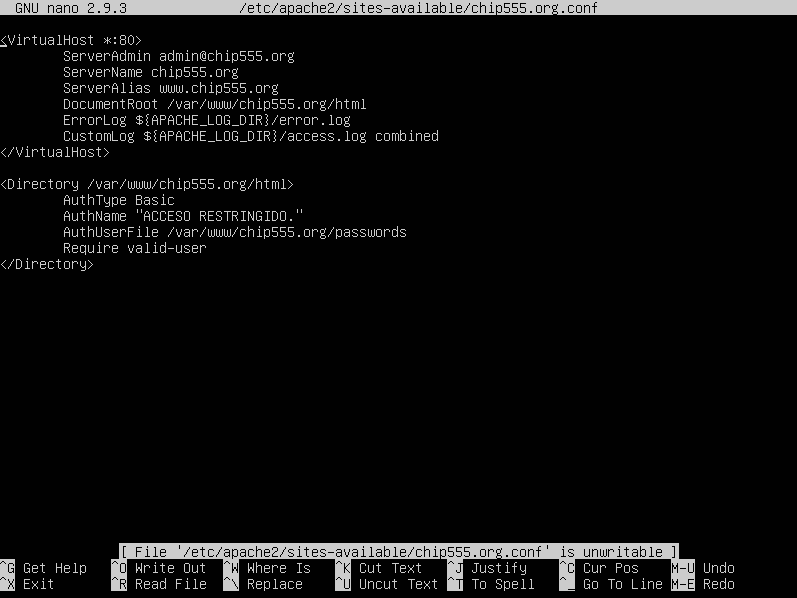 GNU nano 2.9.3 /etc/apache2/sites-available/chip555.org.conf
<VirtualHost *:80>
ServerAdmin admin@chip555.org
ServerName chip555.org
ServerAlias www.chip555.org
DocumentRoot /var/www/chip555.org/html
ErrorLog ${APACHE_LOG_DIR}/error.log
CustomLog ${APACHE_LOG_DIR}/access.log combined
</VirtualHost>
<Directory /var/www/chip555.org/html>
AuthType Basic
AuthName "ACCESO RESTRINGIDO."
AuthUserFile /var/www/chip555.org/passwords
Require valid-user
</Directory>
[ File '/etc/apache2/sites-available/chip555.org.conf' is unwritable ]
^G Get Help ^O Write Out ^W Where Is ^K Cut Text ^J Justify ^C Cur Pos M-U Undo
^X Exit ^R Read File ^\ Replace ^U Uncut Text ^T To Spell ^_ Go To Line M-E Redo